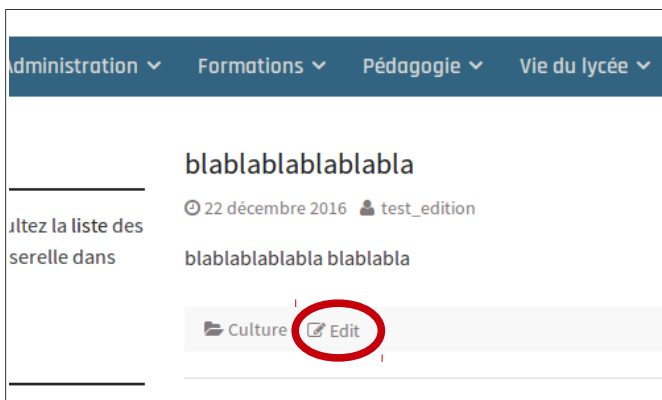 Administration Formations Pédagogie Vie du lycée
blablablablablabla
22 décembre 2016 test_edition
ultez la liste des
serelle dans
blablablablabla blablabla
Culture Edit